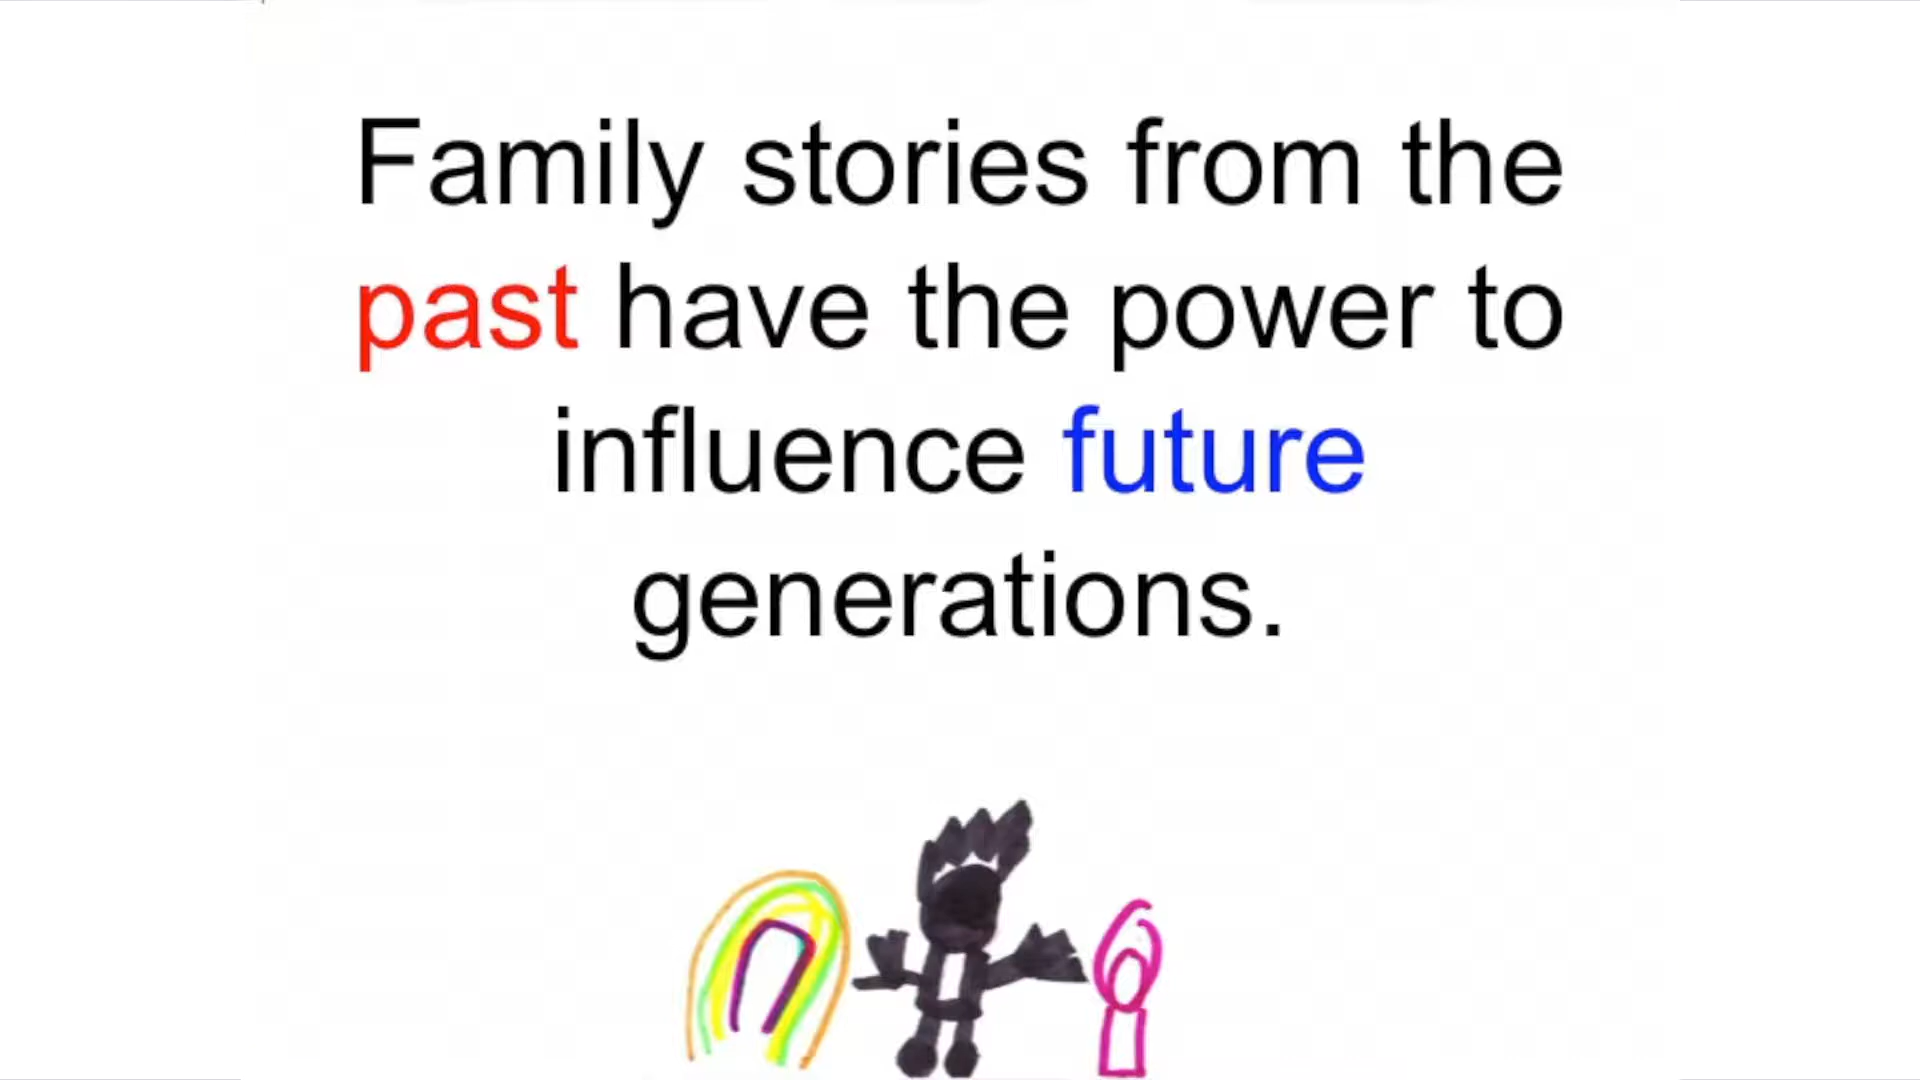 Family stories from the
past have the power to
influence future
generations.